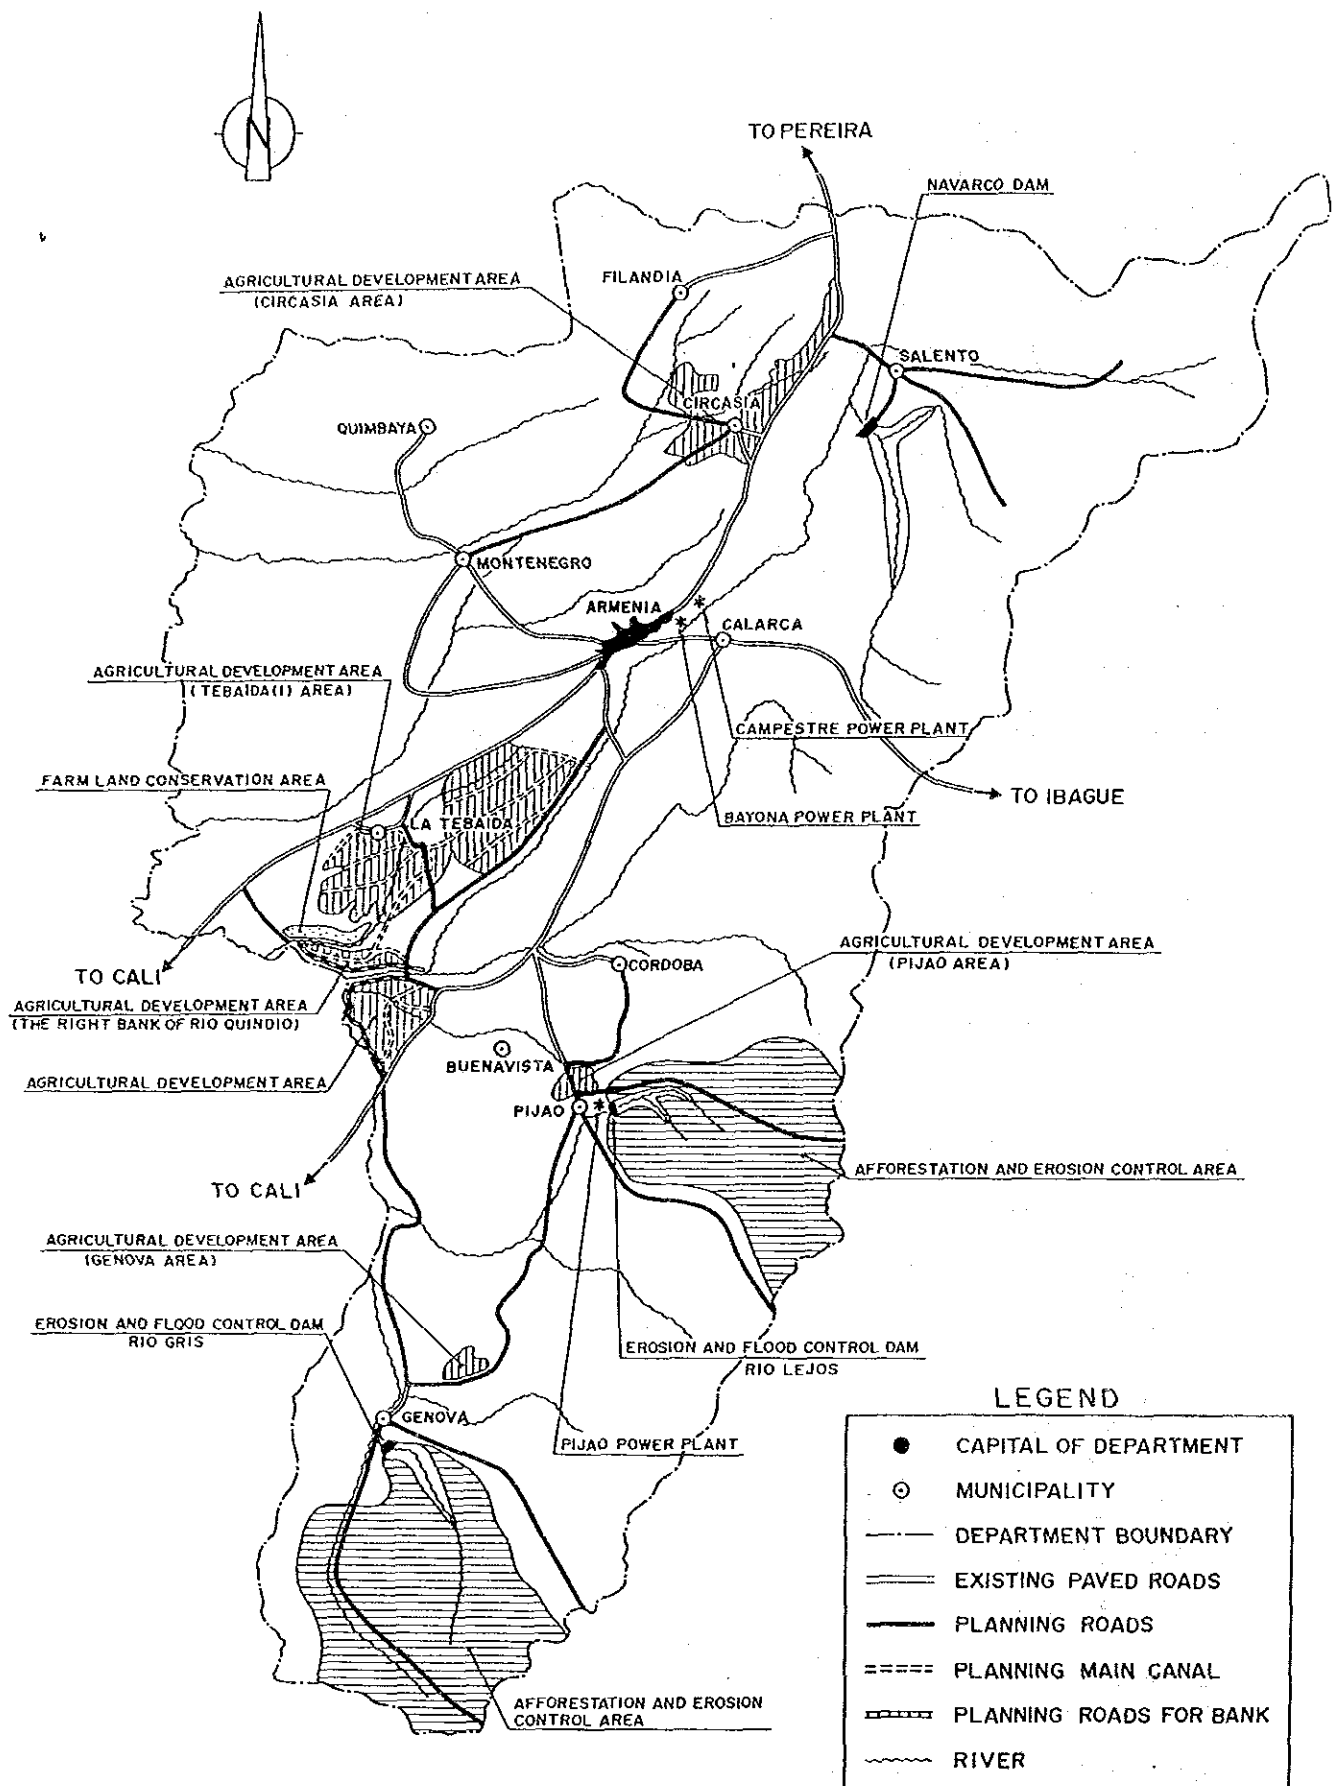 N
TO PEREIRA
NAVARCO DAM
AGRICULTURAL DEVELOPMENT AREA
(CIRCASIA AREA)
FILANDIA
SALENTO
CIRCASIA
QUIMBAYA
MONTENEGRO
ARMENIA
CALARCA
AGRICULTURAL DEVELOPMENT AREA
(TEBAIDA(I) AREA)
CAMPESTRE POWER PLANT
FARM LAND CONSERVATION AREA
TO IBAGUE
BAYONA POWER PLANT
LA TEBAIDA
AGRICULTURAL DEVELOPMENT AREA
(PIJAO AREA)
CORDOBA
TO CALI
AGRICULTURAL DEVELOPMENT AREA
(THE RIGHT BANK OF RIO QUINDIO)
BUENAVISTA
AGRICULTURAL DEVELOPMENT AREA
PIJAO
AFFORESTATION AND EROSION CONTROL AREA
TO CALI
AGRICULTURAL DEVELOPMENT AREA
(GENOVA AREA)
EROSION AND FLOOD CONTROL DAM
RIO GRIS
EROSION AND FLOOD CONTROL DAM
RIO LEJOS
GENOVA
PIJAO POWER PLANT
AFFORESTATION AND EROSION
CONTROL AREA
LEGEND
CAPITAL OF DEPARTMENT
MUNICIPALITY
DEPARTMENT BOUNDARY
EXISTING PAVED ROADS
PLANNING ROADS
PLANNING MAIN CANAL
PLANNING ROADS FOR BANK
RIVER